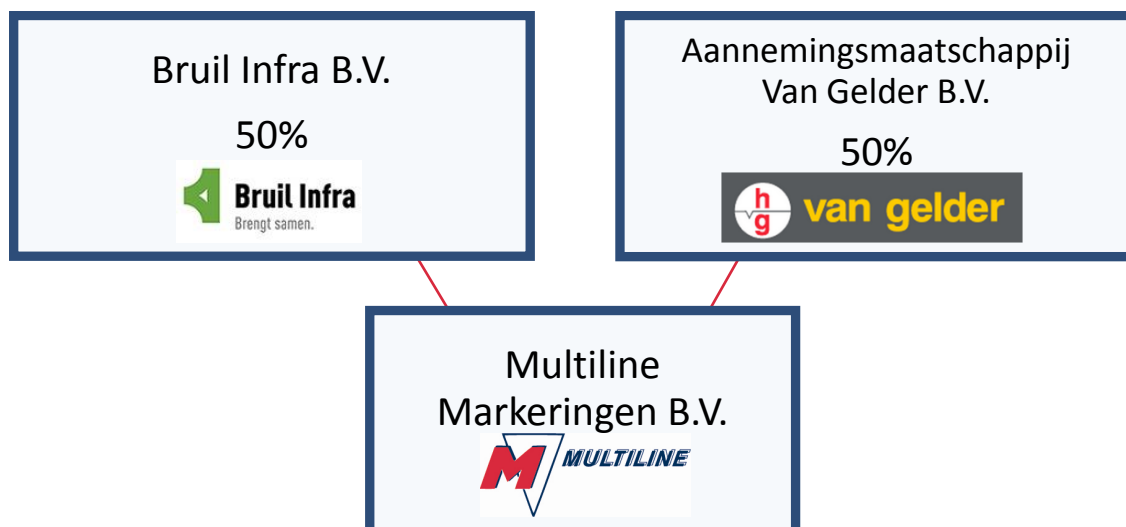 Bruil Infra B.V.
50%
Bruil Infra
Brengt samen.
Aannemingsmaatschappij
Van Gelder B.V.
50%
hg van gelder
Multiline
Markeringen B.V.
M MULTILINE